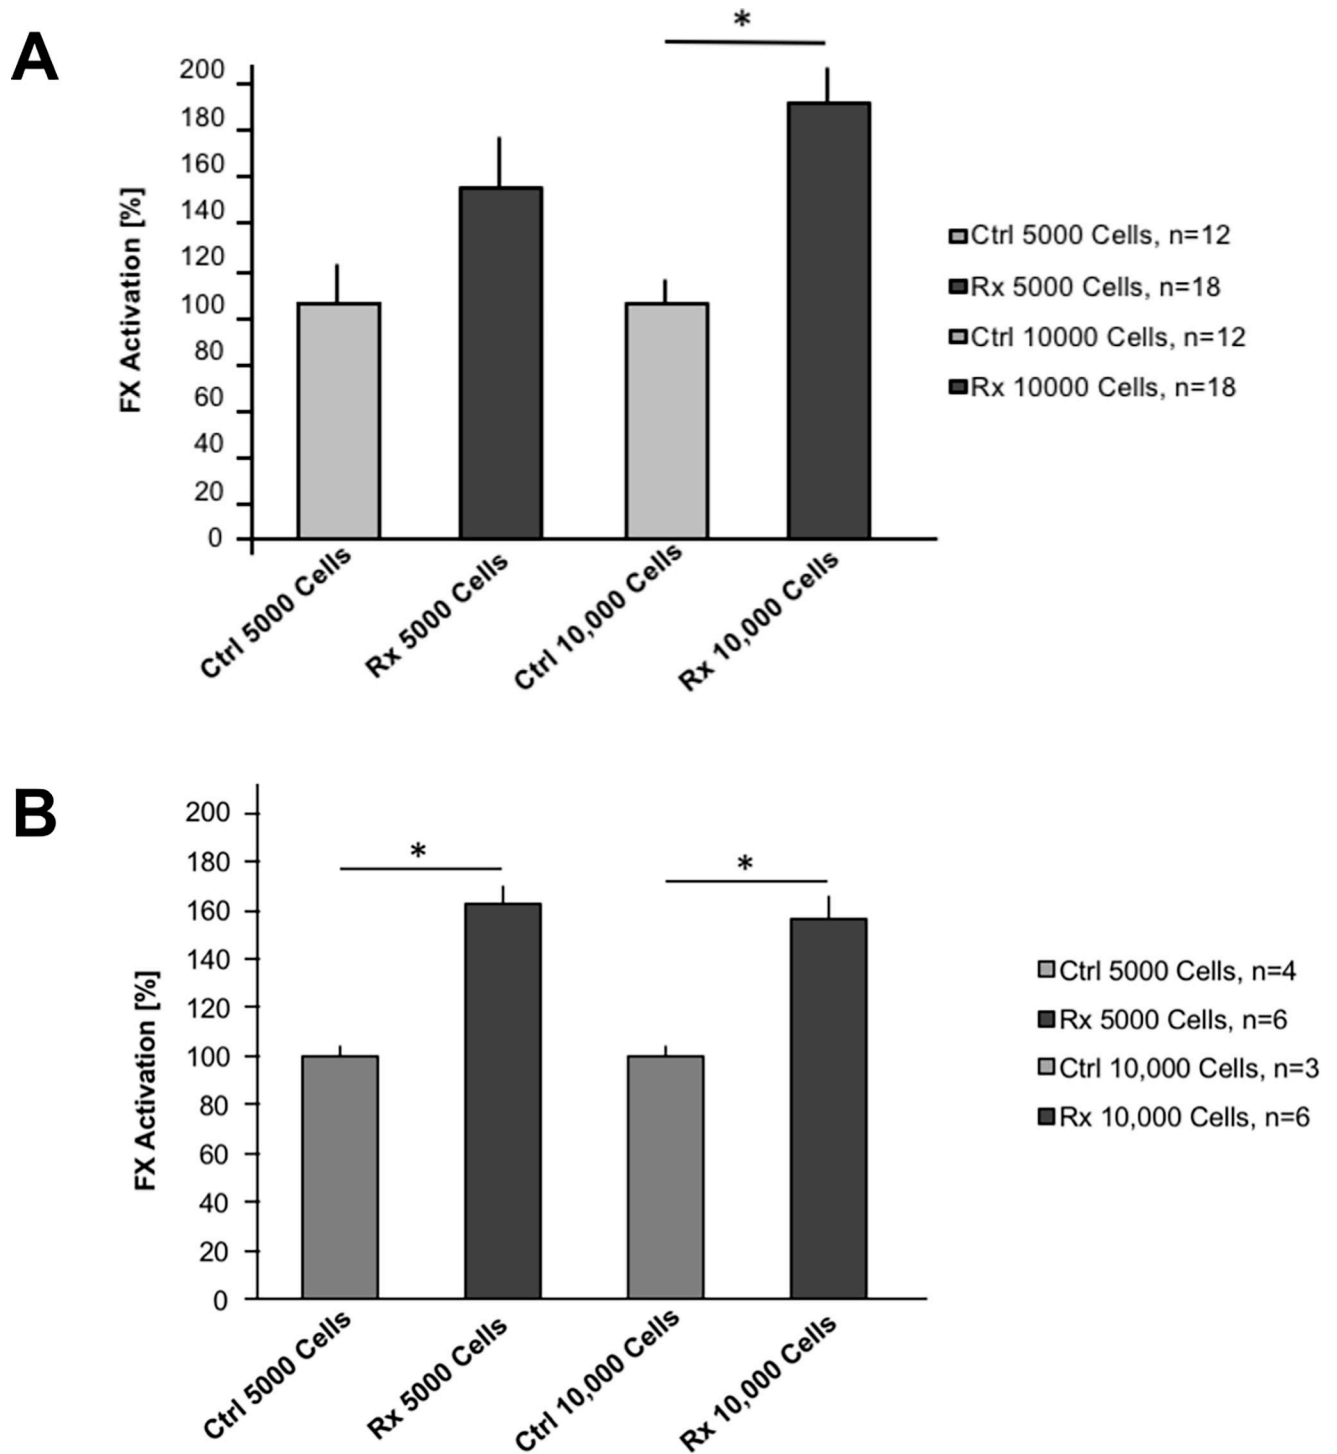 A
*
200
180
160
140
120
100
80
60
40
20
0
FX Activation [%]
Ctrl 5000 Cells
Rx 5000 Cells
Ctrl 10,000 Cells
Rx 10,000 Cells
Ctrl 5000 Cells, n=12
Rx 5000 Cells, n=18
Ctrl 10000 Cells, n=12
Rx 10000 Cells, n=18
B
*
*
200
180
160
140
120
100
80
60
40
20
0
FX Activation [%]
Ctrl 5000 Cells
Rx 5000 Cells
Ctrl 10,000 Cells
Rx 10,000 Cells
Ctrl 5000 Cells, n=4
Rx 5000 Cells, n=6
Ctrl 10,000 Cells, n=3
Rx 10,000 Cells, n=6